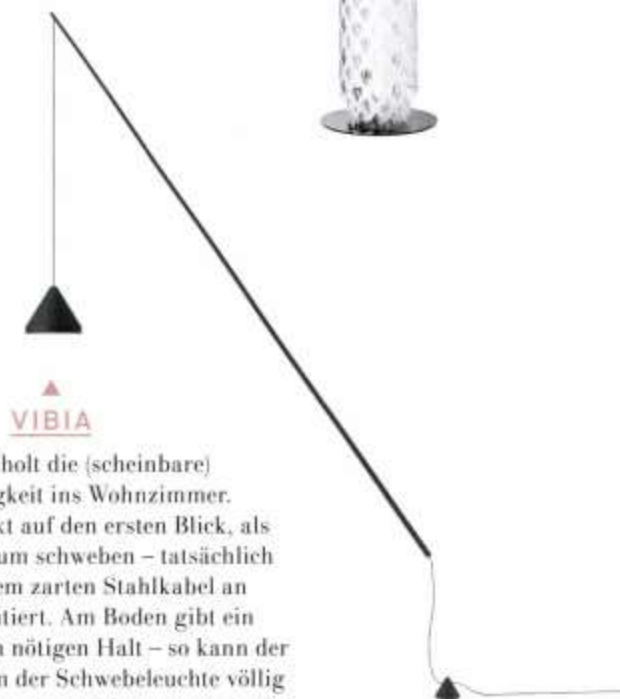 VIBIA
holt die (scheinbare)
gkeit ins Wohnzimmer.
kt auf den ersten Blick, als
um schweben – tatsächlich
em zarten Stahlkabel an
tiert. Am Boden gibt ein
n nötigen Halt – so kann der
n der Schwebeleuchte völlig